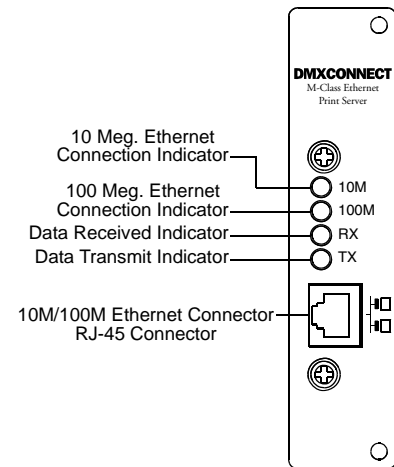 DMXCONNECT
M-Class Ethernet
Print Server
10 Meg. Ethernet
Connection Indicator
10M
100 Meg. Ethernet
Connection Indicator
100M
Data Received Indicator
RX
Data Transmit Indicator
TX
10M/100M Ethernet Connector
RJ-45 Connector